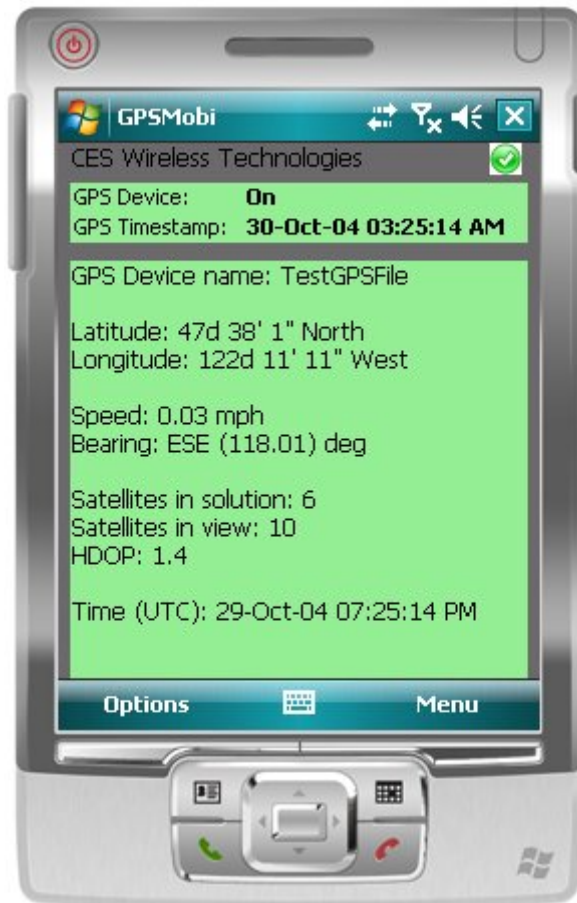 GPSMobi
CES Wireless Technologies
GPS Device: On
GPS Timestamp: 30-Oct-04 03:25:14 AM
GPS Device name: TestGPSFile
Latitude: 47d 38' 1" North
Longitude: 122d 11' 11" West
Speed: 0.03 mph
Bearing: ESE (118.01) deg
Satellites in solution: 6
Satellites in view: 10
HDOP: 1.4
Time (UTC): 29-Oct-04 07:25:14 PM
Options Menu